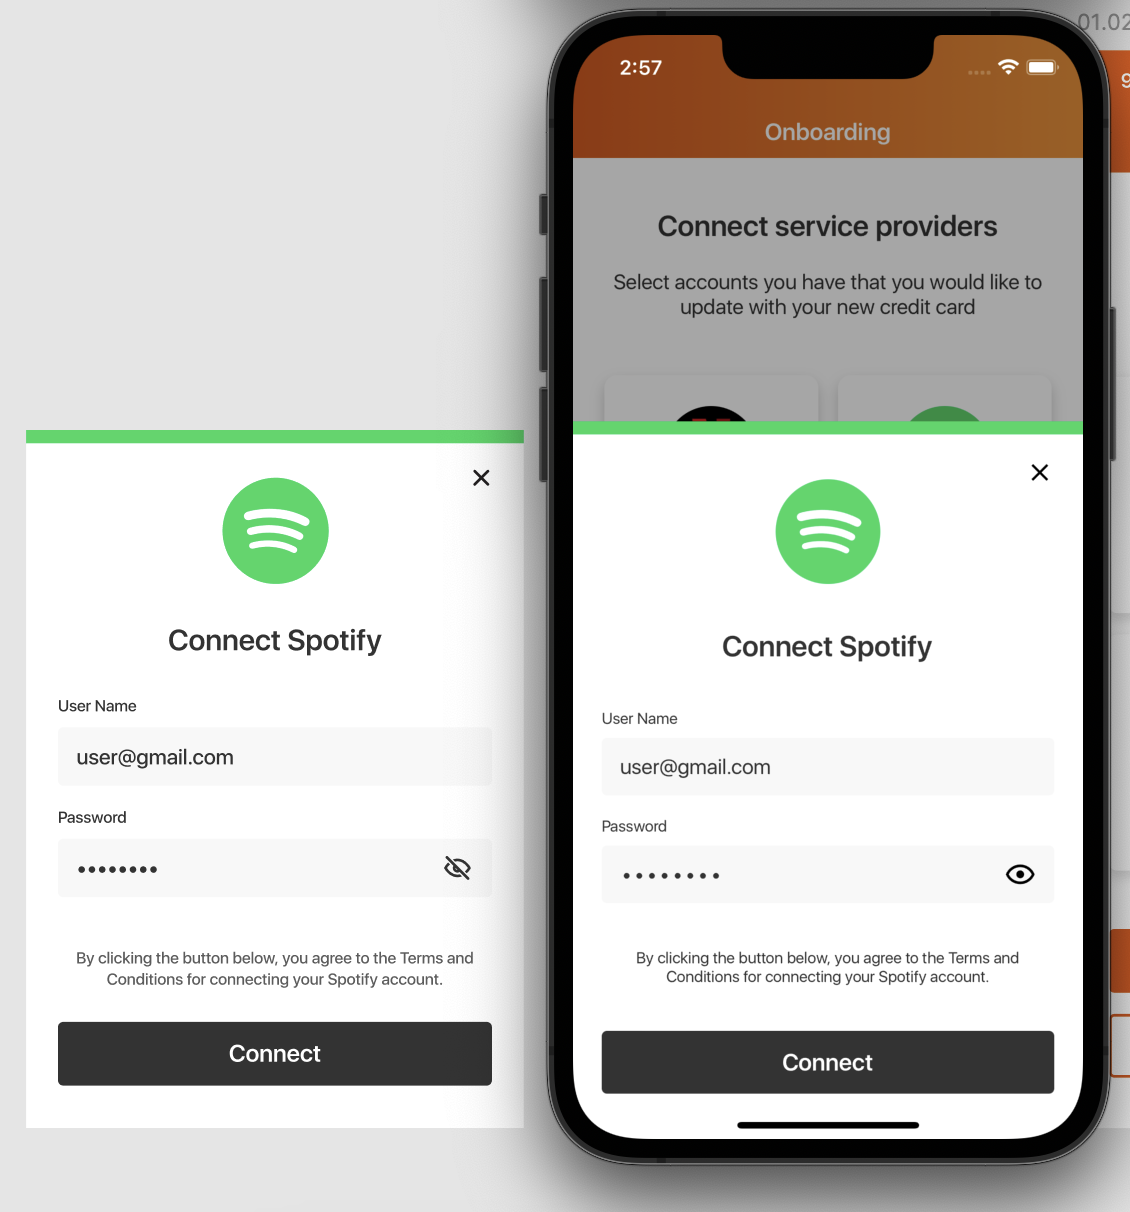 01.02
9
2:57
Onboarding
Connect service providers
Select accounts you have that you would like to
update with your new credit card
Connect Spotify
User Name
user@gmail.com
Password
••••••••
By clicking the button below, you agree to the Terms and
Conditions for connecting your Spotify account.
Connect
Connect Spotify
User Name
user@gmail.com
Password
••••••••
By clicking the button below, you agree to the Terms and
Conditions for connecting your Spotify account.
Connect